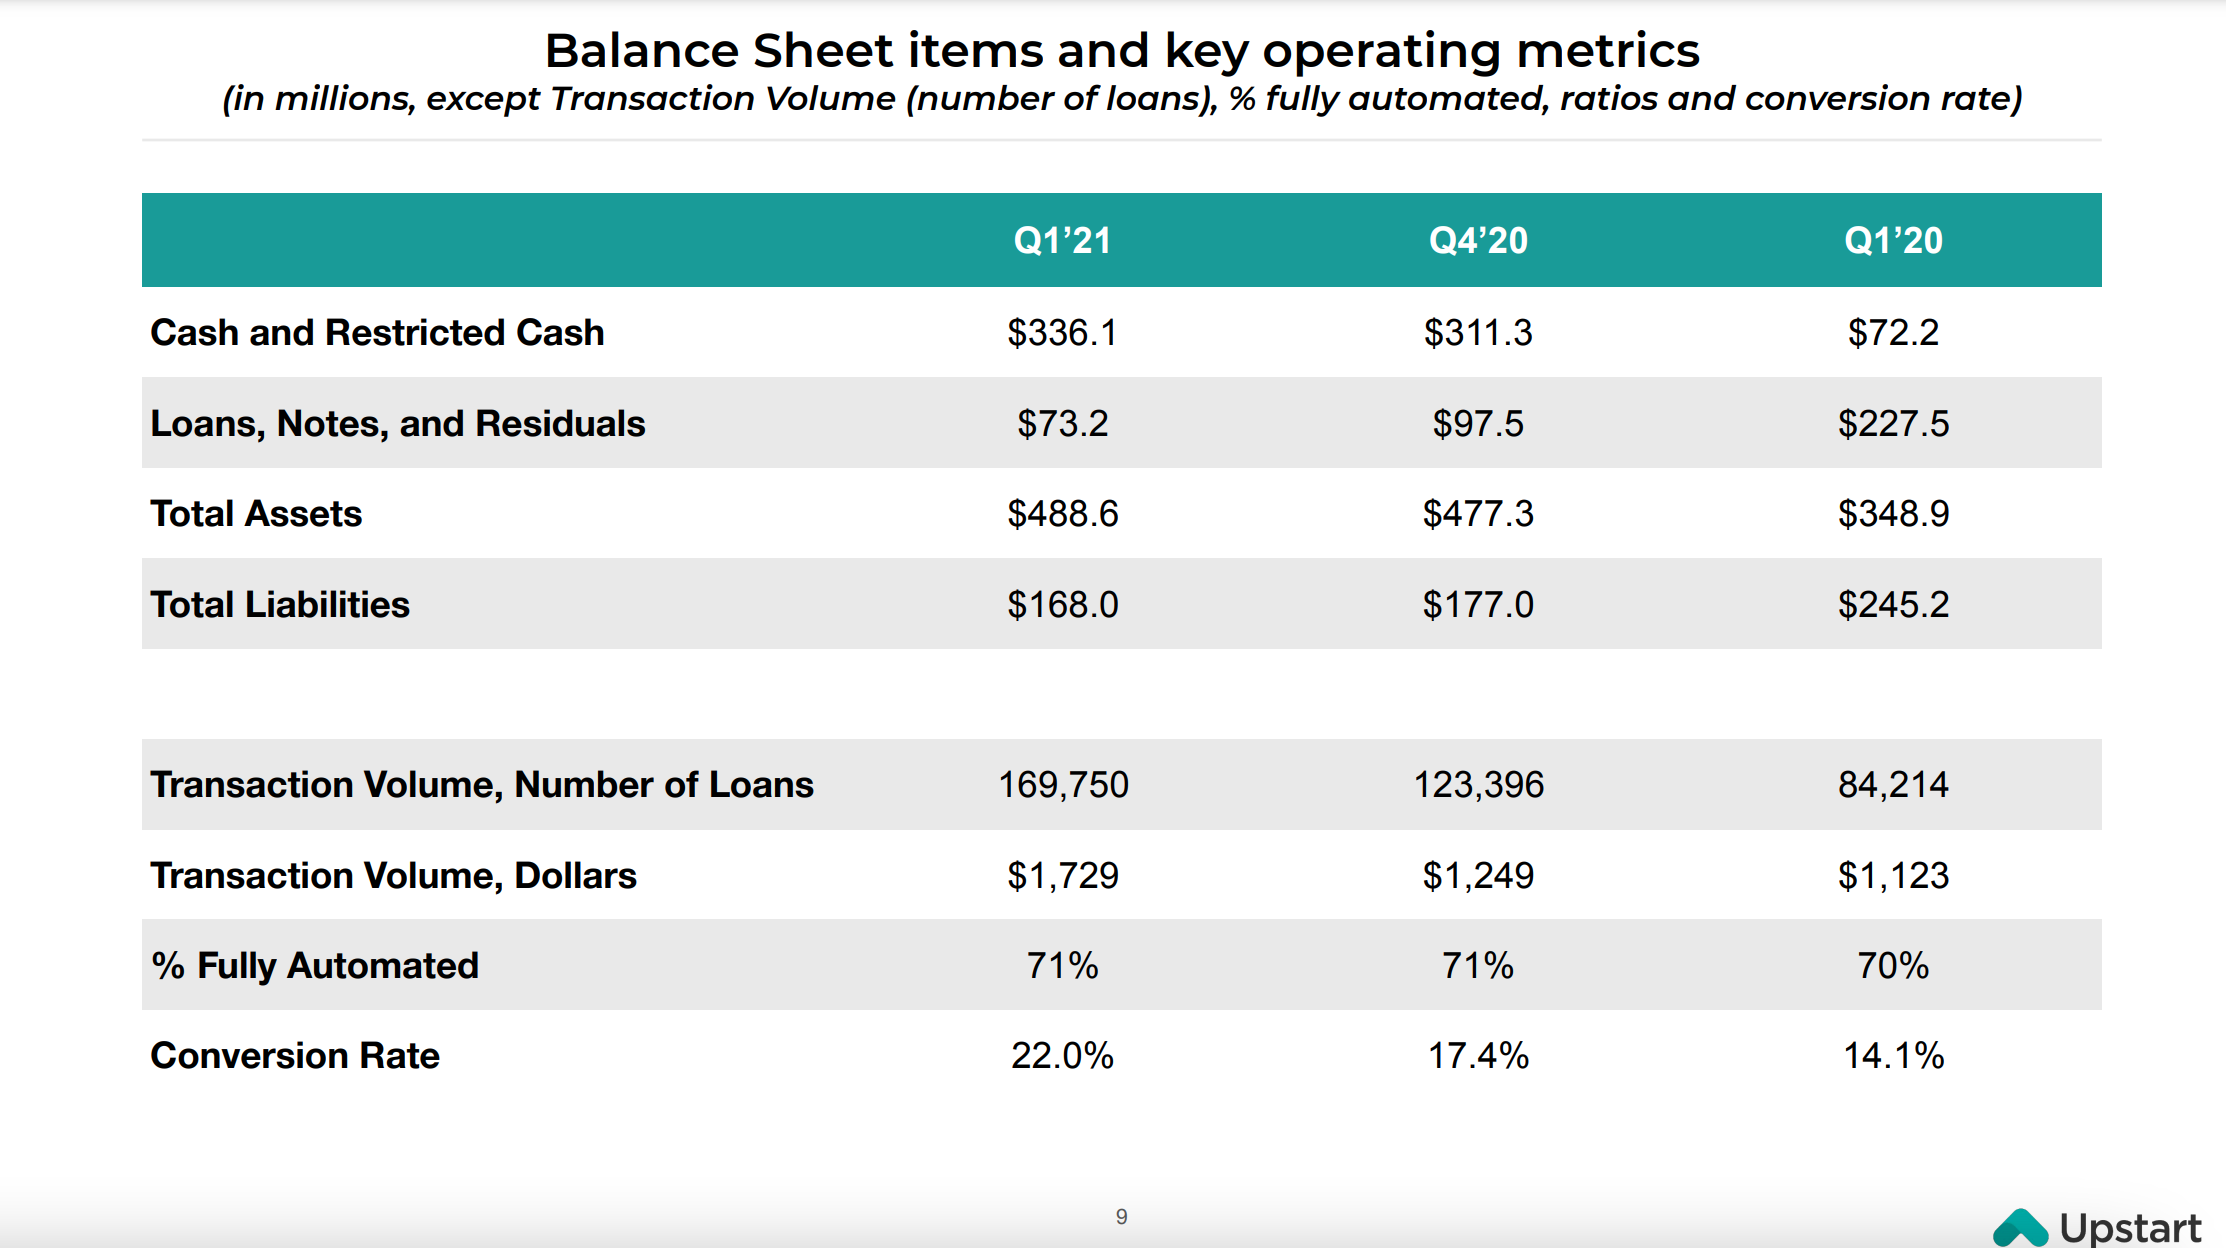 Balance Sheet items and key operating metrics
(in millions, except Transaction Volume (number of loans), % fully automated, ratios and conversion rate)
Q1’21 Q4’20 Q1’20
Cash and Restricted Cash $336.1 $311.3 $72.2
Loans, Notes, and Residuals $73.2 $97.5 $227.5
Total Assets $488.6 $477.3 $348.9
Total Liabilities $168.0 $177.0 $245.2
Transaction Volume, Number of Loans 169,750 123,396 84,214
Transaction Volume, Dollars $1,729 $1,249 $1,123
% Fully Automated 71% 71% 70%
Conversion Rate 22.0% 17.4% 14.1%
9
Upstart